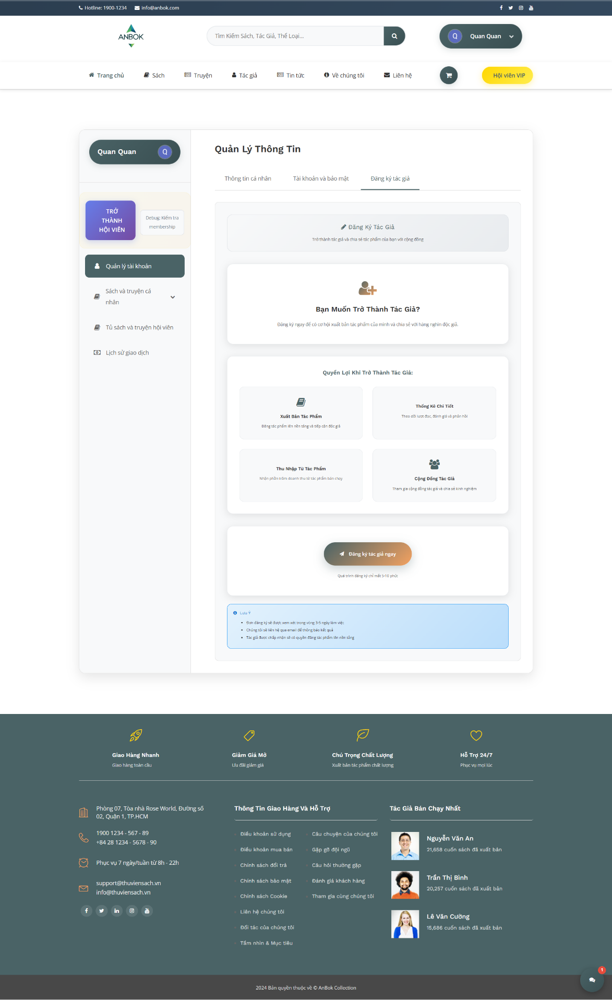 Hotline: 1900-1234 info@anbok.com
ANBOK
Tìm Kiếm Sách, Tác Giả, Thể Loại...
Q Quan Quan
Trang chủ Sách Truyện Tác giả Tin tức Về chúng tôi Liên hệ
Hội viên VIP
Quan Quan Q
TRỞ
THÀNH
HỘI VIÊN
Debug: Kiểm tra
membership
Quản lý tài khoản
Sách và truyện cá
nhân
Tủ sách và truyện hội viên
Lịch sử giao dịch
Quản Lý Thông Tin
Thông tin cá nhân Tài khoản và bảo mật Đăng ký tác giả
Đăng Ký Tác Giả
Trở thành tác giả và chia sẻ tác phẩm của bạn với cộng đồng
Bạn Muốn Trở Thành Tác Giả?
Đăng ký ngay để có cơ hội xuất bản tác phẩm của mình và chia sẻ với hàng nghìn độc giả.
Quyền Lợi Khi Trở Thành Tác Giả:
Xuất Bản Tác Phẩm
Đăng tác phẩm lên nền tảng và tiếp cận độc giả
Thống Kê Chi Tiết
Theo dõi lượt đọc, đánh giá và phản hồi
Thu Nhập Từ Tác Phẩm
Nhận phần trăm doanh thu từ tác phẩm bán chạy
Cộng Đồng Tác Giả
Tham gia cộng đồng tác giả và chia sẻ kinh nghiệm
Đăng ký tác giả ngay
Quá trình đăng ký chỉ mất 5-10 phút
Lưu Ý
Đơn đăng ký sẽ được xem xét trong vòng 3-5 ngày làm việc
Chúng tôi sẽ liên hệ qua email để thông báo kết quả
Tác giả được chấp nhận sẽ có quyền đăng tác phẩm lên nền tảng
Giao Hàng Nhanh
Giao hàng toàn cầu
Giảm Giá Mở
Ưu đãi giảm giá
Chú Trọng Chất Lượng
Xuất bản tác phẩm chất lượng
Hỗ Trợ 24/7
Phục vụ mọi lúc
Phòng 07, Tòa nhà Rose World, Đường số
02, Quận 1, TP.HCM
1900 1234 - 567 - 89
+84 28 1234 - 5678 - 90
Phục vụ 7 ngày/tuần từ 8h - 22h
support@thuviensach.vn
info@thuviensach.vn
Thông Tin Giao Hàng Và Hỗ Trợ
Điều khoản sử dụng
Điều khoản mua bán
Chính sách đổi trả
Chính sách bảo mật
Chính sách Cookie
Liên hệ chúng tôi
Đối tác của chúng tôi
Tầm nhìn & Mục tiêu
Câu chuyện của chúng tôi
Gặp gỡ đội ngũ
Câu hỏi thường gặp
Đánh giá khách hàng
Tham gia cùng chúng tôi
Tác Giả Bán Chạy Nhất
Nguyễn Văn An
21,658 cuốn sách đã xuất bản
Trần Thị Bình
20,257 cuốn sách đã xuất bản
Lê Văn Cường
15,686 cuốn sách đã xuất bản
1
2024 Bản quyền thuộc về © AnBok Collection